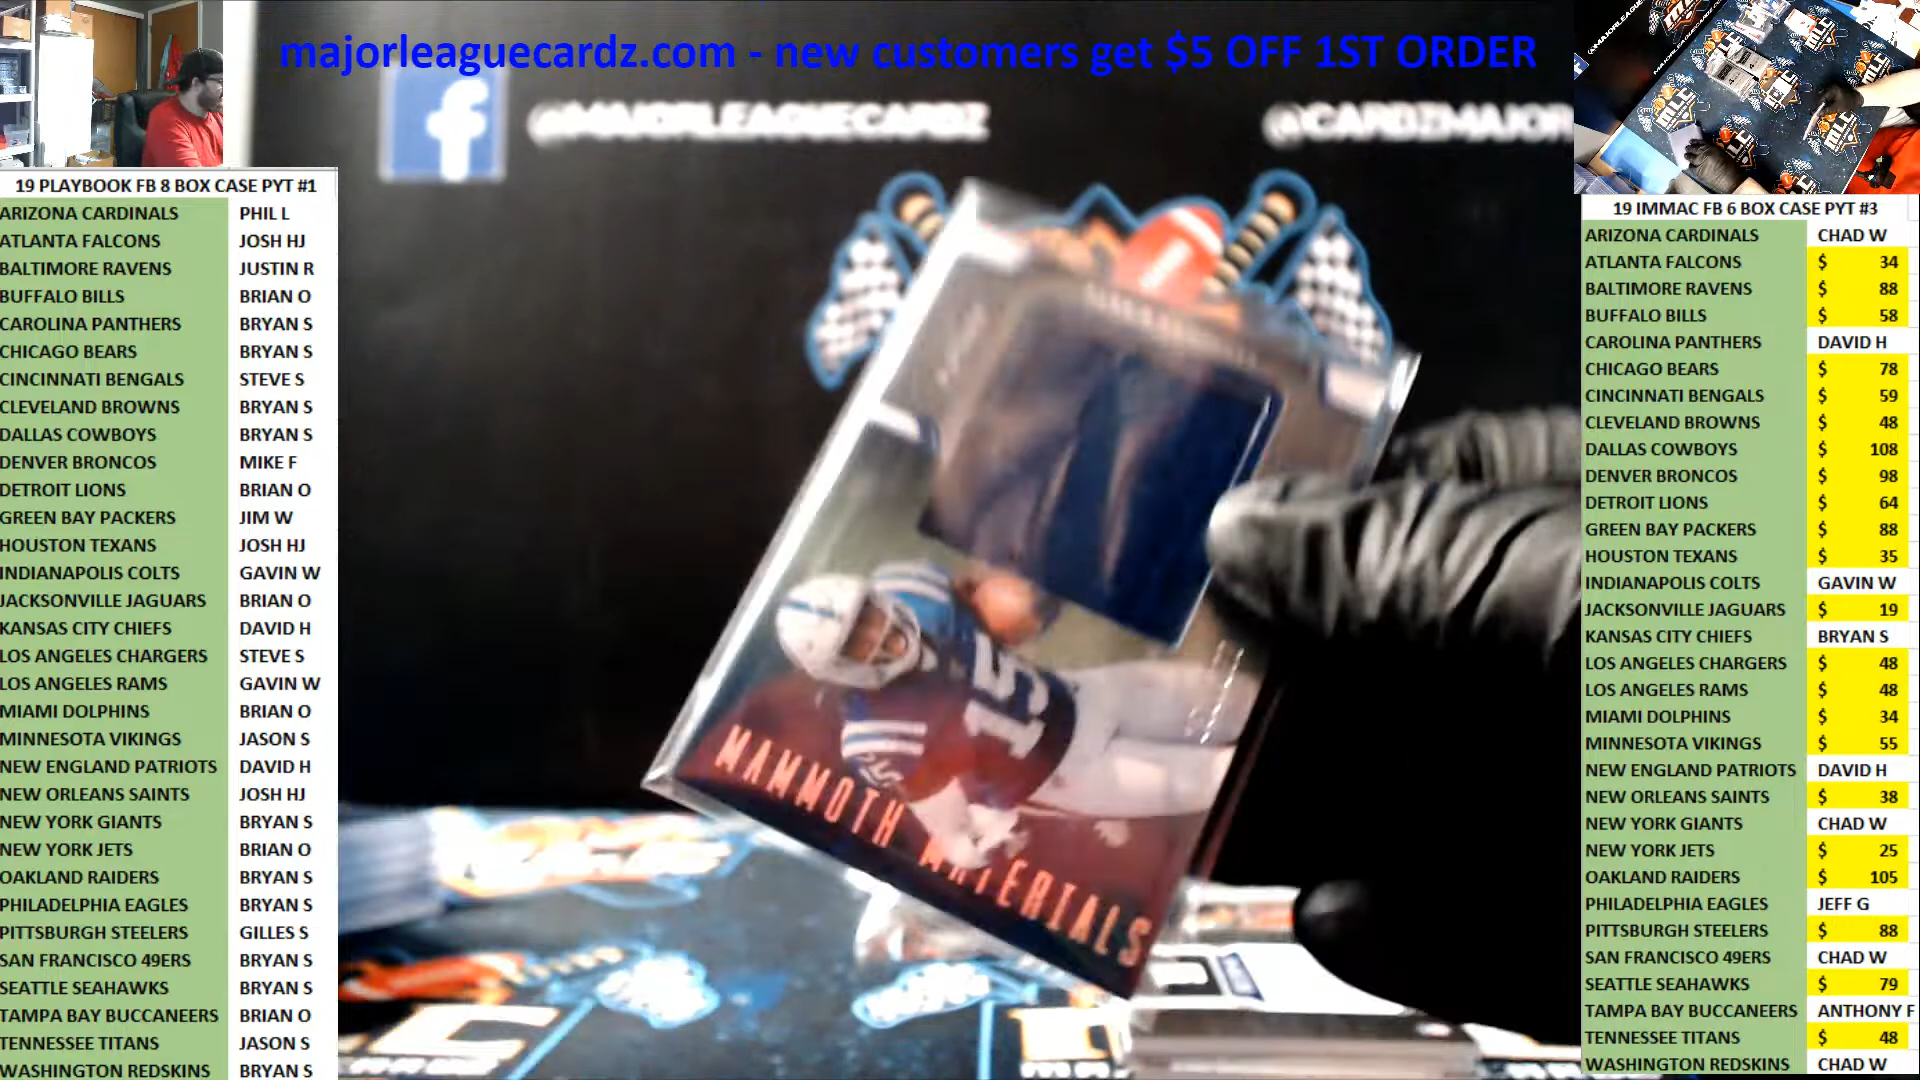 majorleaguecardz.com - new customers get $5 OFF 1ST ORDER
@MAJORLEAGUECARDZ
@CARDZMAJOR
19 PLAYBOOK FB 8 BOX CASE PYT #1
ARIZONA CARDINALS PHIL L
ATLANTA FALCONS JOSH HJ
BALTIMORE RAVENS JUSTIN R
BUFFALO BILLS BRIAN O
CAROLINA PANTHERS BRYAN S
CHICAGO BEARS BRYAN S
CINCINNATI BENGALS STEVE S
CLEVELAND BROWNS BRYAN S
DALLAS COWBOYS BRYAN S
DENVER BRONCOS MIKE F
DETROIT LIONS BRIAN O
GREEN BAY PACKERS JIM W
HOUSTON TEXANS JOSH HJ
INDIANAPOLIS COLTS GAVIN W
JACKSONVILLE JAGUARS BRIAN O
KANSAS CITY CHIEFS DAVID H
LOS ANGELES CHARGERS STEVE S
LOS ANGELES RAMS GAVIN W
MIAMI DOLPHINS BRIAN O
MINNESOTA VIKINGS JASON S
NEW ENGLAND PATRIOTS DAVID H
NEW ORLEANS SAINTS JOSH HJ
NEW YORK GIANTS BRYAN S
NEW YORK JETS BRIAN O
OAKLAND RAIDERS BRYAN S
PHILADELPHIA EAGLES BRYAN S
PITTSBURGH STEELERS GILLES S
SAN FRANCISCO 49ERS BRYAN S
SEATTLE SEAHAWKS BRYAN S
TAMPA BAY BUCCANEERS BRIAN O
TENNESSEE TITANS JASON S
WASHINGTON REDSKINS BRYAN S
15
MAMMOTH MATERIALS
19 IMMAC FB 6 BOX CASE PYT #3
ARIZONA CARDINALS CHAD W
ATLANTA FALCONS $ 34
BALTIMORE RAVENS $ 88
BUFFALO BILLS $ 58
CAROLINA PANTHERS DAVID H
CHICAGO BEARS $ 78
CINCINNATI BENGALS $ 59
CLEVELAND BROWNS $ 48
DALLAS COWBOYS $ 108
DENVER BRONCOS $ 98
DETROIT LIONS $ 64
GREEN BAY PACKERS $ 88
HOUSTON TEXANS $ 35
INDIANAPOLIS COLTS GAVIN W
JACKSONVILLE JAGUARS $ 19
KANSAS CITY CHIEFS BRYAN S
LOS ANGELES CHARGERS $ 48
LOS ANGELES RAMS $ 48
MIAMI DOLPHINS $ 34
MINNESOTA VIKINGS $ 55
NEW ENGLAND PATRIOTS DAVID H
NEW ORLEANS SAINTS $ 38
NEW YORK GIANTS CHAD W
NEW YORK JETS $ 25
OAKLAND RAIDERS $ 105
PHILADELPHIA EAGLES JEFF G
PITTSBURGH STEELERS $ 88
SAN FRANCISCO 49ERS CHAD W
SEATTLE SEAHAWKS $ 79
TAMPA BAY BUCCANEERS ANTHONY F
TENNESSEE TITANS $ 48
WASHINGTON REDSKINS CHAD W